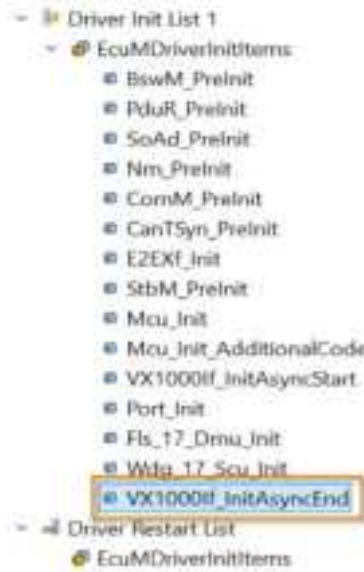 Driver Init List 1
EcuMDriverInitItems
BswM_PreInit
PduR_PreInit
SoAd_PreInit
Nm_PreInit
ComM_PreInit
CanTSyn_PreInit
E2EXf_Init
StbM_PreInit
Mcu_Init
Mcu_Init_AdditionalCode
VX1000If_InitAsyncStart
Port_Init
Fls_17_Dmu_Init
Wdg_17_Scu_Init
VX1000If_InitAsyncEnd
Driver Restart List
EcuMDriverInitItems